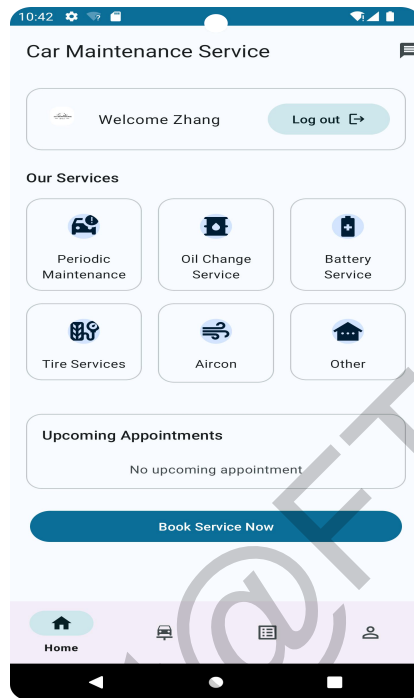 10:42
Car Maintenance Service
Welcome Zhang
Log out
Our Services
Periodic
Maintenance
Oil Change
Service
Battery
Service
Tire Services
Aircon
Other
Upcoming Appointments
No upcoming appointment
Book Service Now
Home